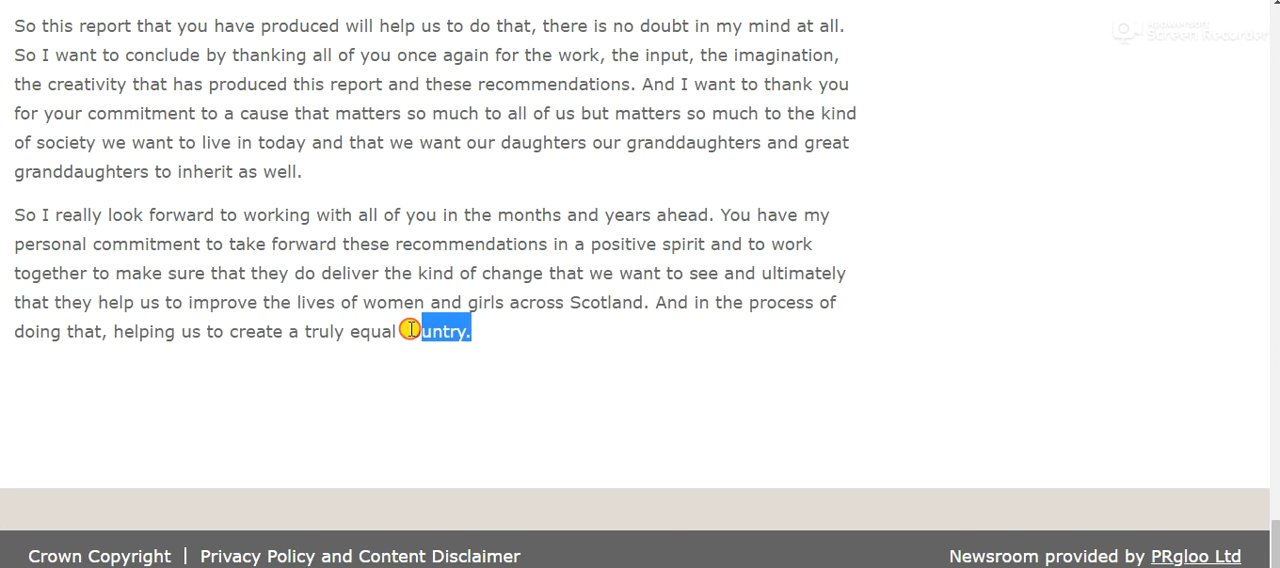 So this report that you have produced will help us to do that, there is no doubt in my mind at all.
So I want to conclude by thanking all of you once again for the work, the input, the imagination,
the creativity that has produced this report and these recommendations. And I want to thank you
for your commitment to a cause that matters so much to all of us but matters so much to the kind
of society we want to live in today and that we want our daughters our granddaughters and great
granddaughters to inherit as well.
So I really look forward to working with all of you in the months and years ahead. You have my
personal commitment to take forward these recommendations in a positive spirit and to work
together to make sure that they do deliver the kind of change that we want to see and ultimately
that they help us to improve the lives of women and girls across Scotland. And in the process of
doing that, helping us to create a truly equal country.
Crown Copyright | Privacy Policy and Content Disclaimer
Newsroom provided by PRgloo Ltd
Screen Recorder